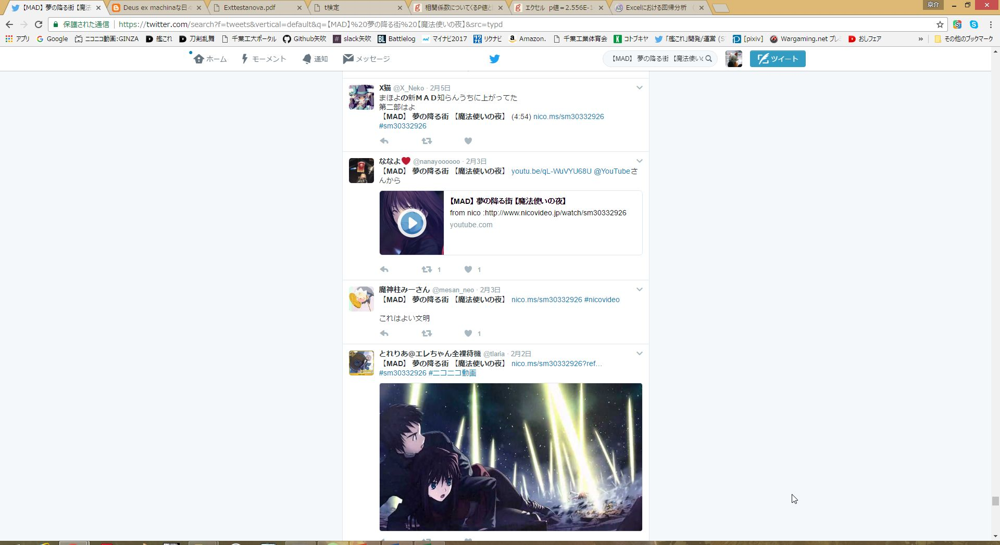 【MAD】 夢の降る街 【魔法
Deus ex machinaな日々
Exttestanova.pdf
t検定
相関係数についてくるP値と
エクセル p値＝2.556E-1
Excelにおける回帰分析
京介
保護された通信
https://twitter.com/search?f=tweets&vertical=default&q=【MAD】%20夢の降る街%20【魔法使いの夜】&src=typd
アプリ
Google
ニコニコ動画:GINZA
艦これ
刀剣乱舞
千葉工大ポータル
Github矢吹
slack矢吹
Battlelog
マイナビ2017
リクナビ
Amazon.
千葉工業体育会
コトブキヤ
「艦これ」開発/運営 (S
[pixiv]
Wargaming.net プレミ
おしフェア
»
その他のブックマーク
ホーム
モーメント
通知
メッセージ
【MAD】 夢の降る街 【魔法使いの
ツイート
X猫 @X_Neko · 2月5日
まほよの新ＭＡＤ知らんうちに上がってた
第二部はよ
【MAD】 夢の降る街 【魔法使いの夜】 (4:54) nico.ms/sm30332926
#sm30332926
ななよ❤ @nanayoooooo · 2月3日
【MAD】 夢の降る街 【魔法使いの夜】 youtu.be/qL-WuVYU68U @YouTubeさ
んから
【MAD】 夢の降る街 【魔法使いの夜】
from nico :http://www.nicovideo.jp/watch/sm30332926
youtube.com
1
1
魔神柱みーさん @mesan_neo · 2月3日
【MAD】 夢の降る街 【魔法使いの夜】 nico.ms/sm30332926 #nicovideo
これはよい文明
1
とれりあ@エレちゃん全裸待機 @tlaria · 2月2日
【MAD】 夢の降る街 【魔法使いの夜】 nico.ms/sm30332926?ref…
#sm30332926 #ニコニコ動画